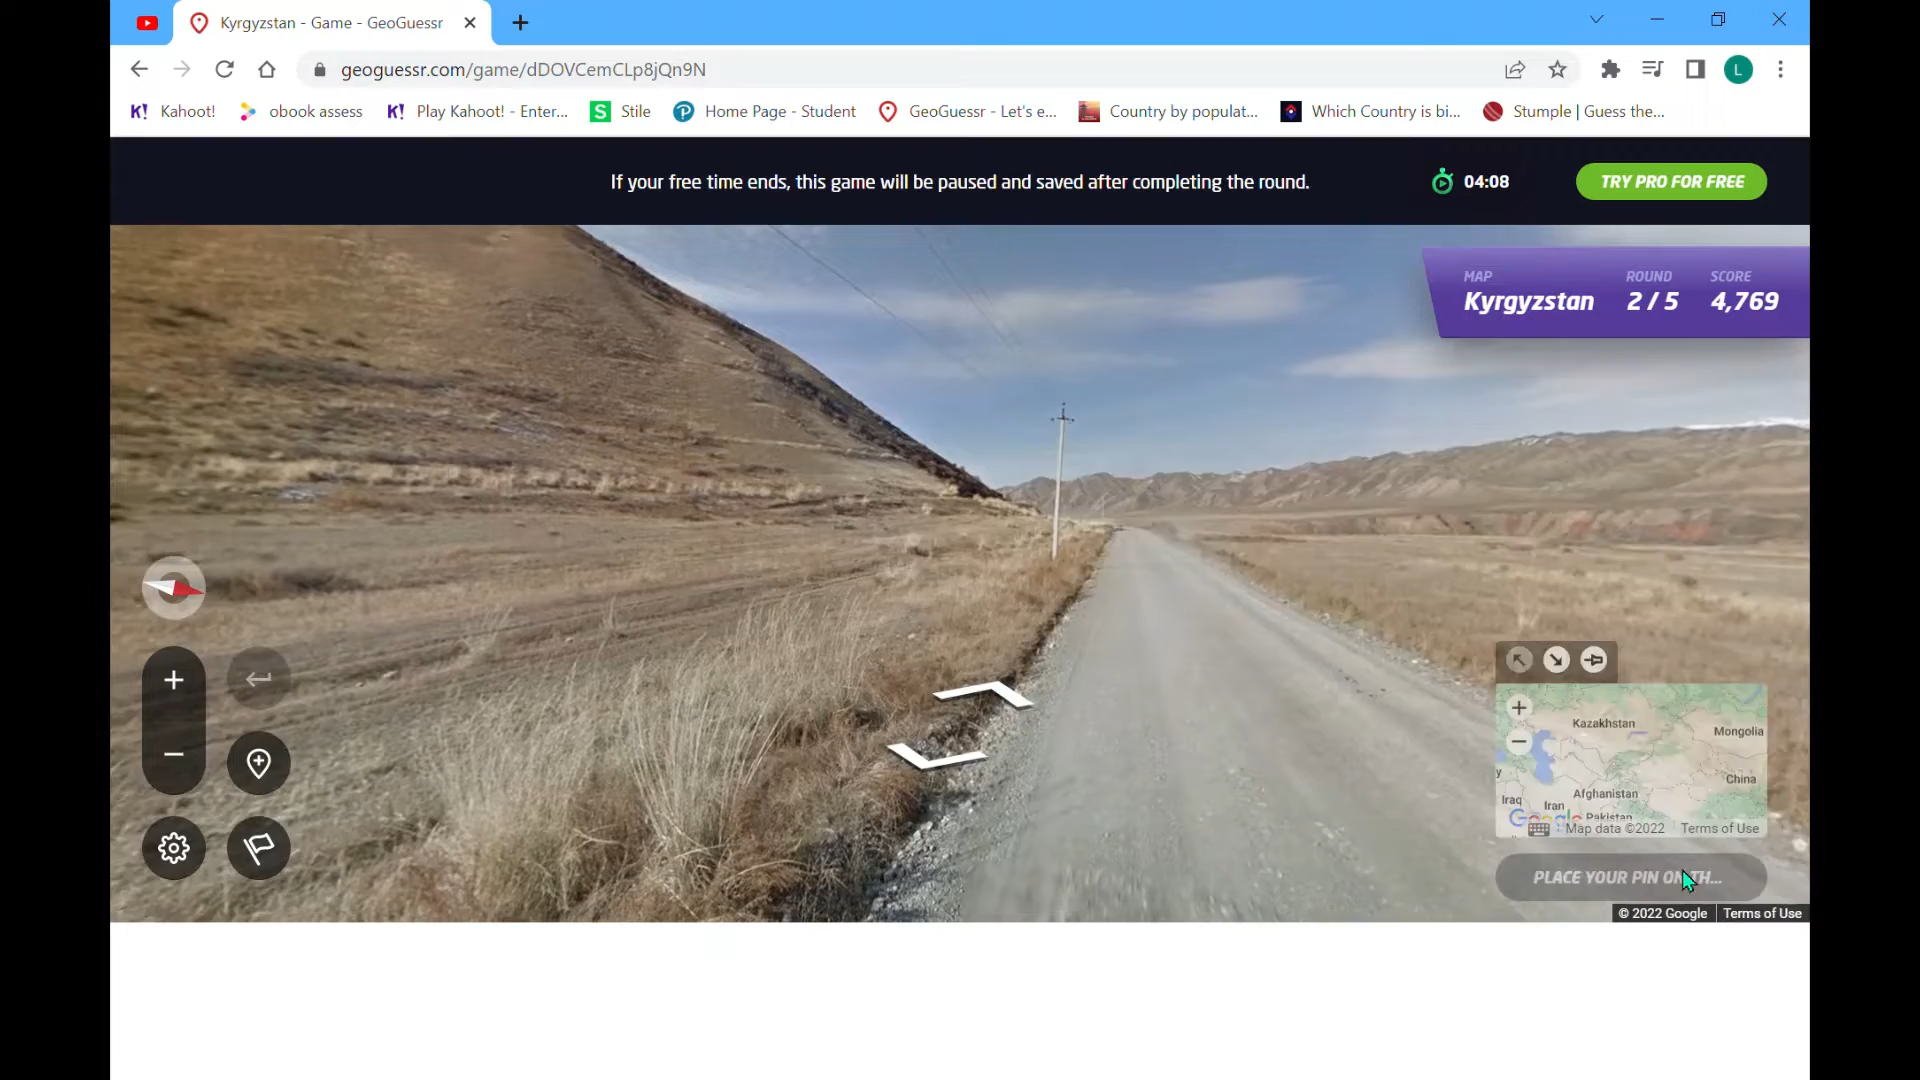 Kyrgyzstan - Game - GeoGuessr
geoguessr.com/game/dDOVCemCLp8jQn9N
L
K! Kahoot!
obook assess
K! Play Kahoot! - Enter...
S Stile
Home Page - Student
GeoGuessr - Let's e...
Country by populat...
Which Country is bi...
Stumple | Guess the...
If your free time ends, this game will be paused and saved after completing the round.
04:08
TRY PRO FOR FREE
MAP ROUND SCORE
Kyrgyzstan 2 / 5 4,769
Kazakhstan
Mongolia
China
Afghanistan
Iraq
Iran
Pakistan
Google
Map data ©2022 Terms of Use
PLACE YOUR PIN ON TH...
© 2022 Google Terms of Use